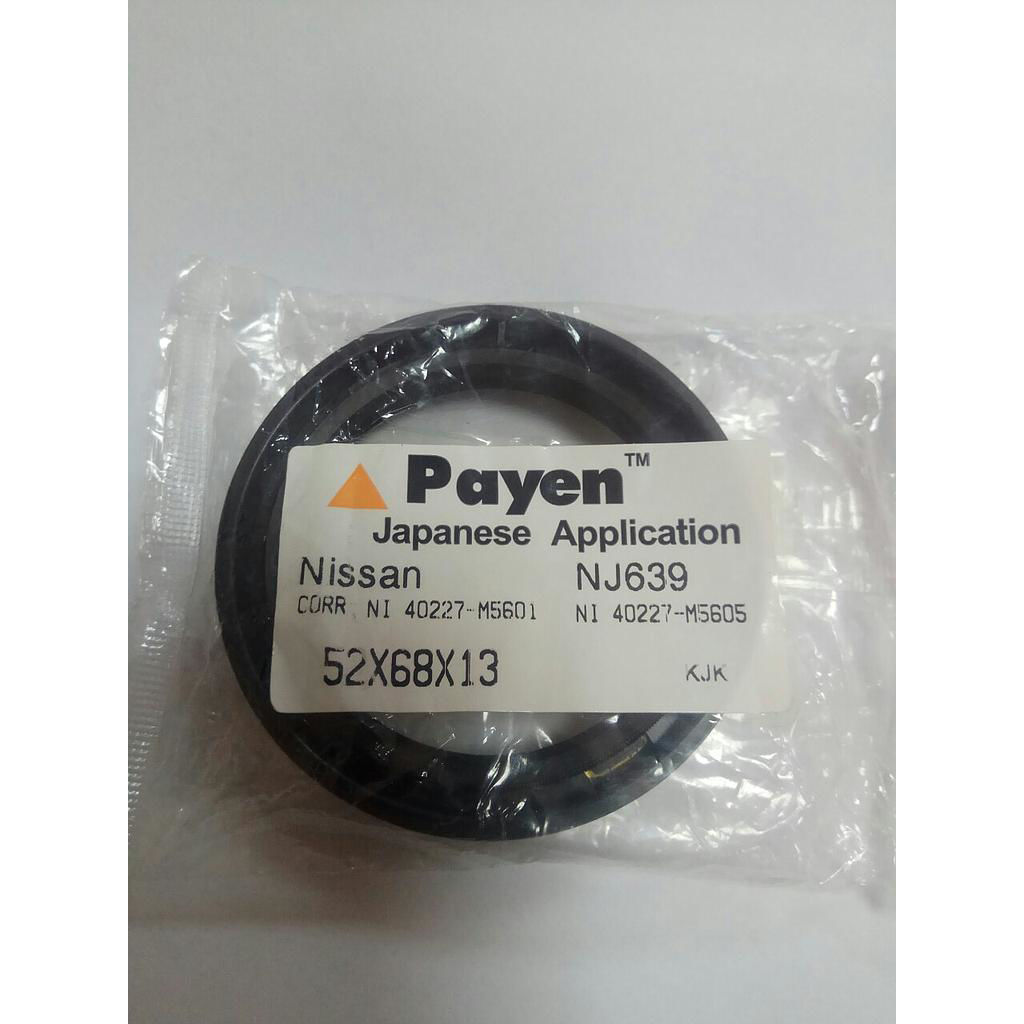 Payen™
Japanese Application
Nissan NJ639
CORR NI 40227-M5601 NI 40227-M5605
52X68X13 KJK